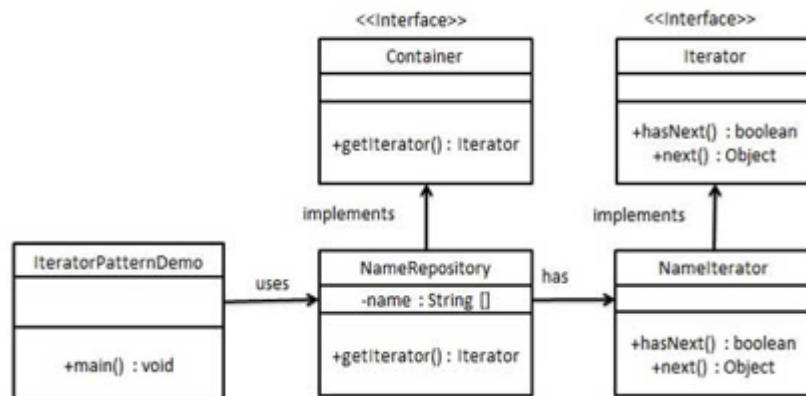 <<Interface>>
Container
+getIterator() : Iterator
<<Interface>>
Iterator
+hasNext() : boolean
+next() : Object
implements
implements
IteratorPatternDemo
+main() : void
uses
NameRepository
-name : String []
+getIterator() : Iterator
has
NameIterator
+hasNext() : boolean
+next() : Object